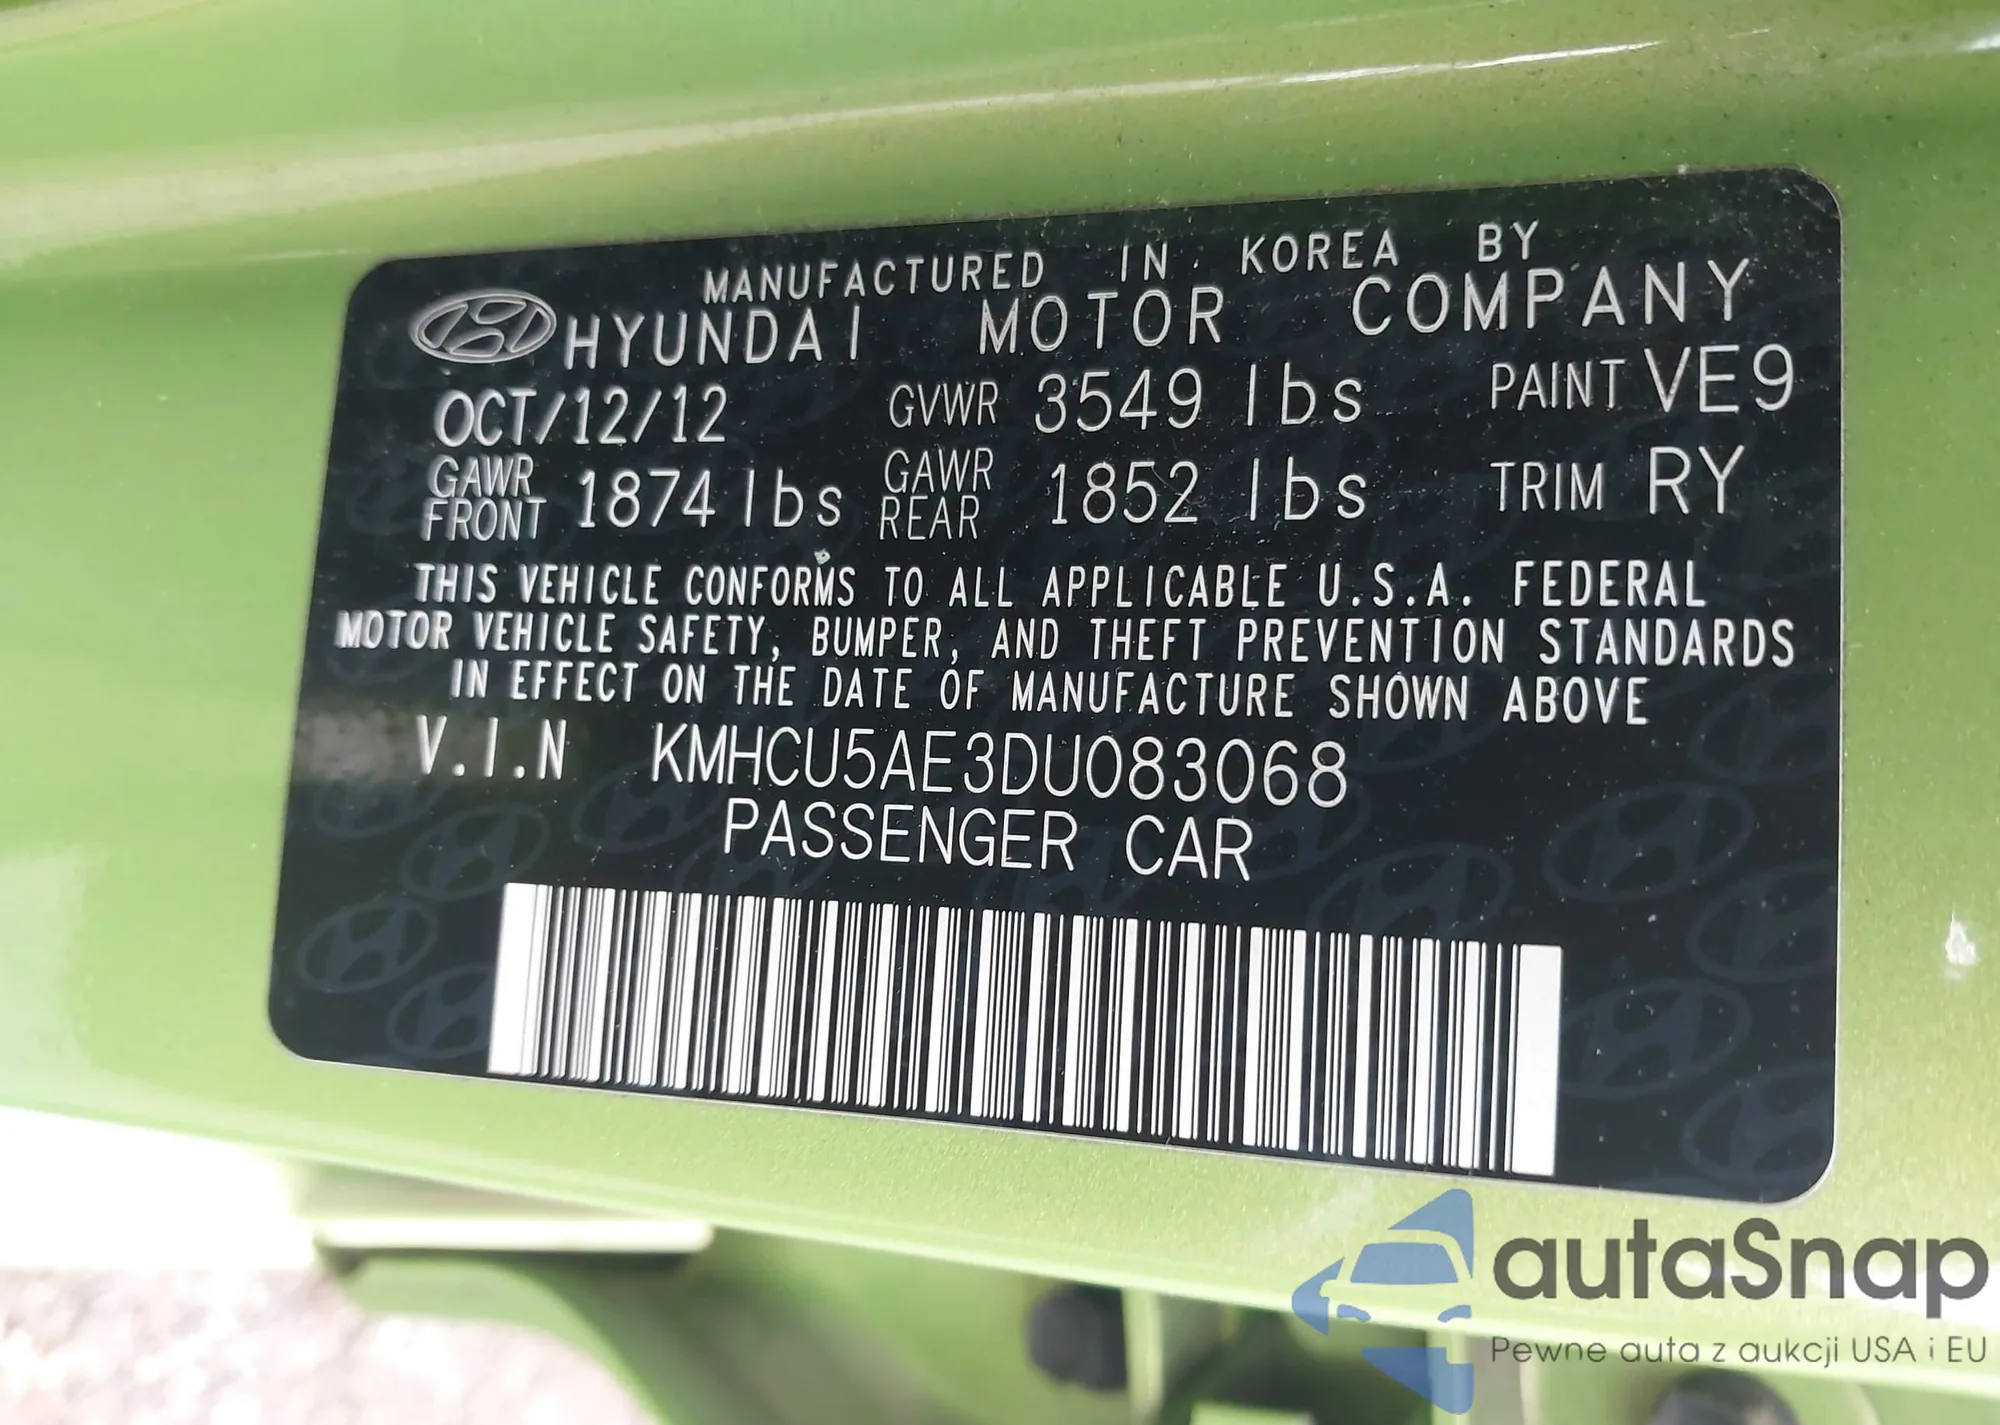 MANUFACTURED IN KOREA BY
HYUNDAI MOTOR COMPANY
OCT/12/12 GVWR 3549 lbs PAINT VE9
GAWR FRONT 1874 lbs GAWR REAR 1852 lbs TRIM RY
THIS VEHICLE CONFORMS TO ALL APPLICABLE U.S.A. FEDERAL
MOTOR VEHICLE SAFETY, BUMPER, AND THEFT PREVENTION STANDARDS
IN EFFECT ON THE DATE OF MANUFACTURE SHOWN ABOVE
V.I.N KMHCU5AE3DU083068
PASSENGER CAR
autaSnap
Pewne auta z aukcji USA i EU